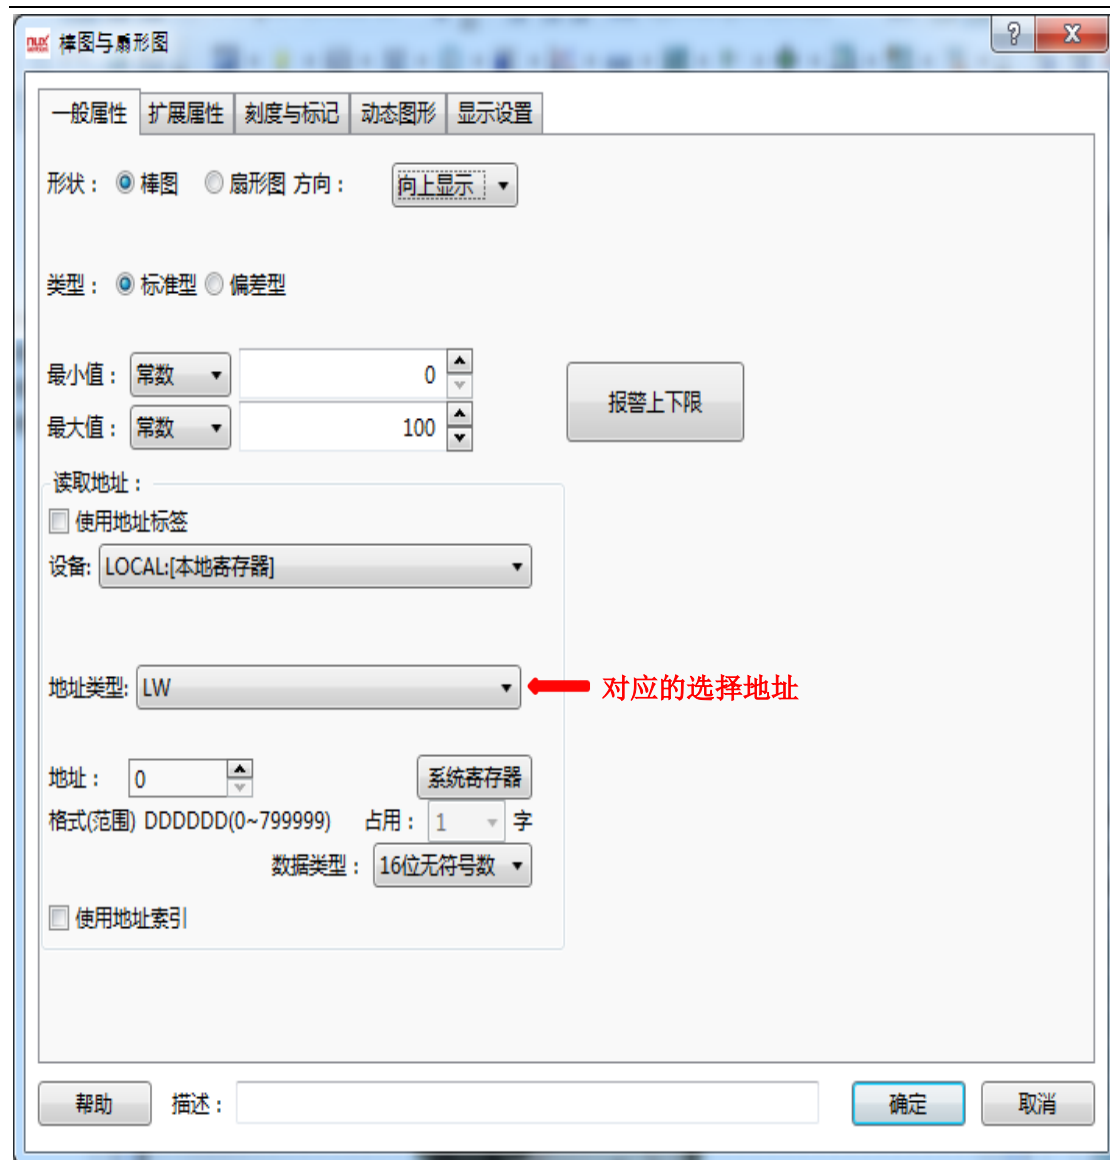 棒图与扇形图
一般属性 扩展属性 刻度与标记 动态图形 显示设置
形状： 棒图 扇形图 方向： 向上显示
类型： 标准型 偏差型
最小值： 常数 0
报警上下限
最大值： 常数 100
读取地址：
使用地址标签
设备: LOCAL:[本地寄存器]
地址类型: LW 对应的选择地址
地址： 0 系统寄存器
格式(范围) DDDDDD(0~799999) 占用： 1 字
数据类型： 16位无符号数
使用地址索引
帮助 描述： 确定 取消